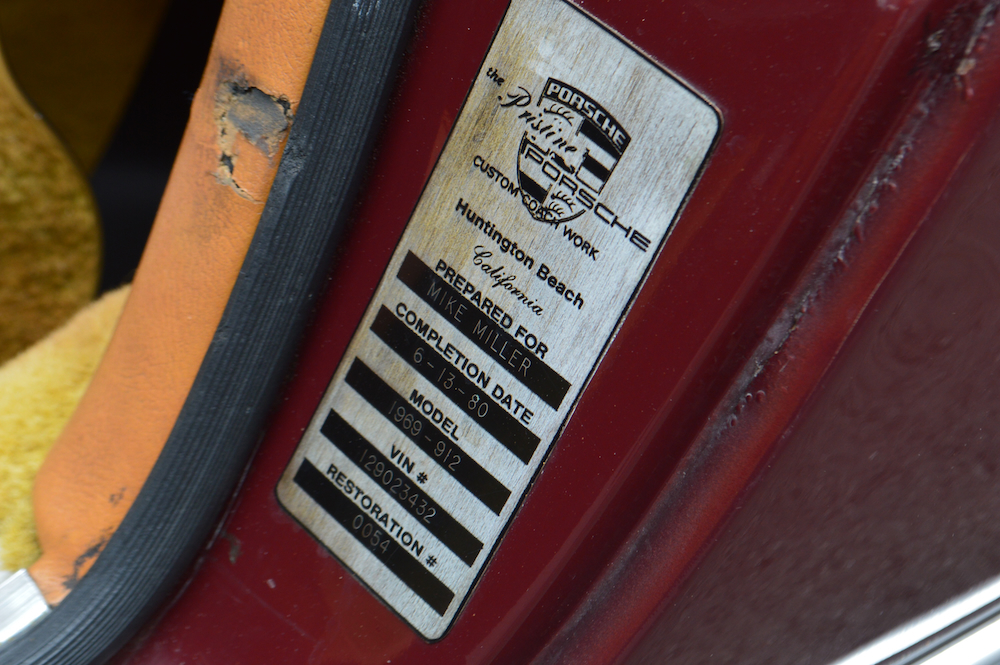 the
PORSCHE
Pristine
PORSCHE
CUSTOM COACH WORK
Huntington Beach
California
PREPARED FOR
MIKE MILLER
COMPLETION DATE
6-13-80
MODEL
1969-912
VIN #
129023432
RESTORATION #
0054